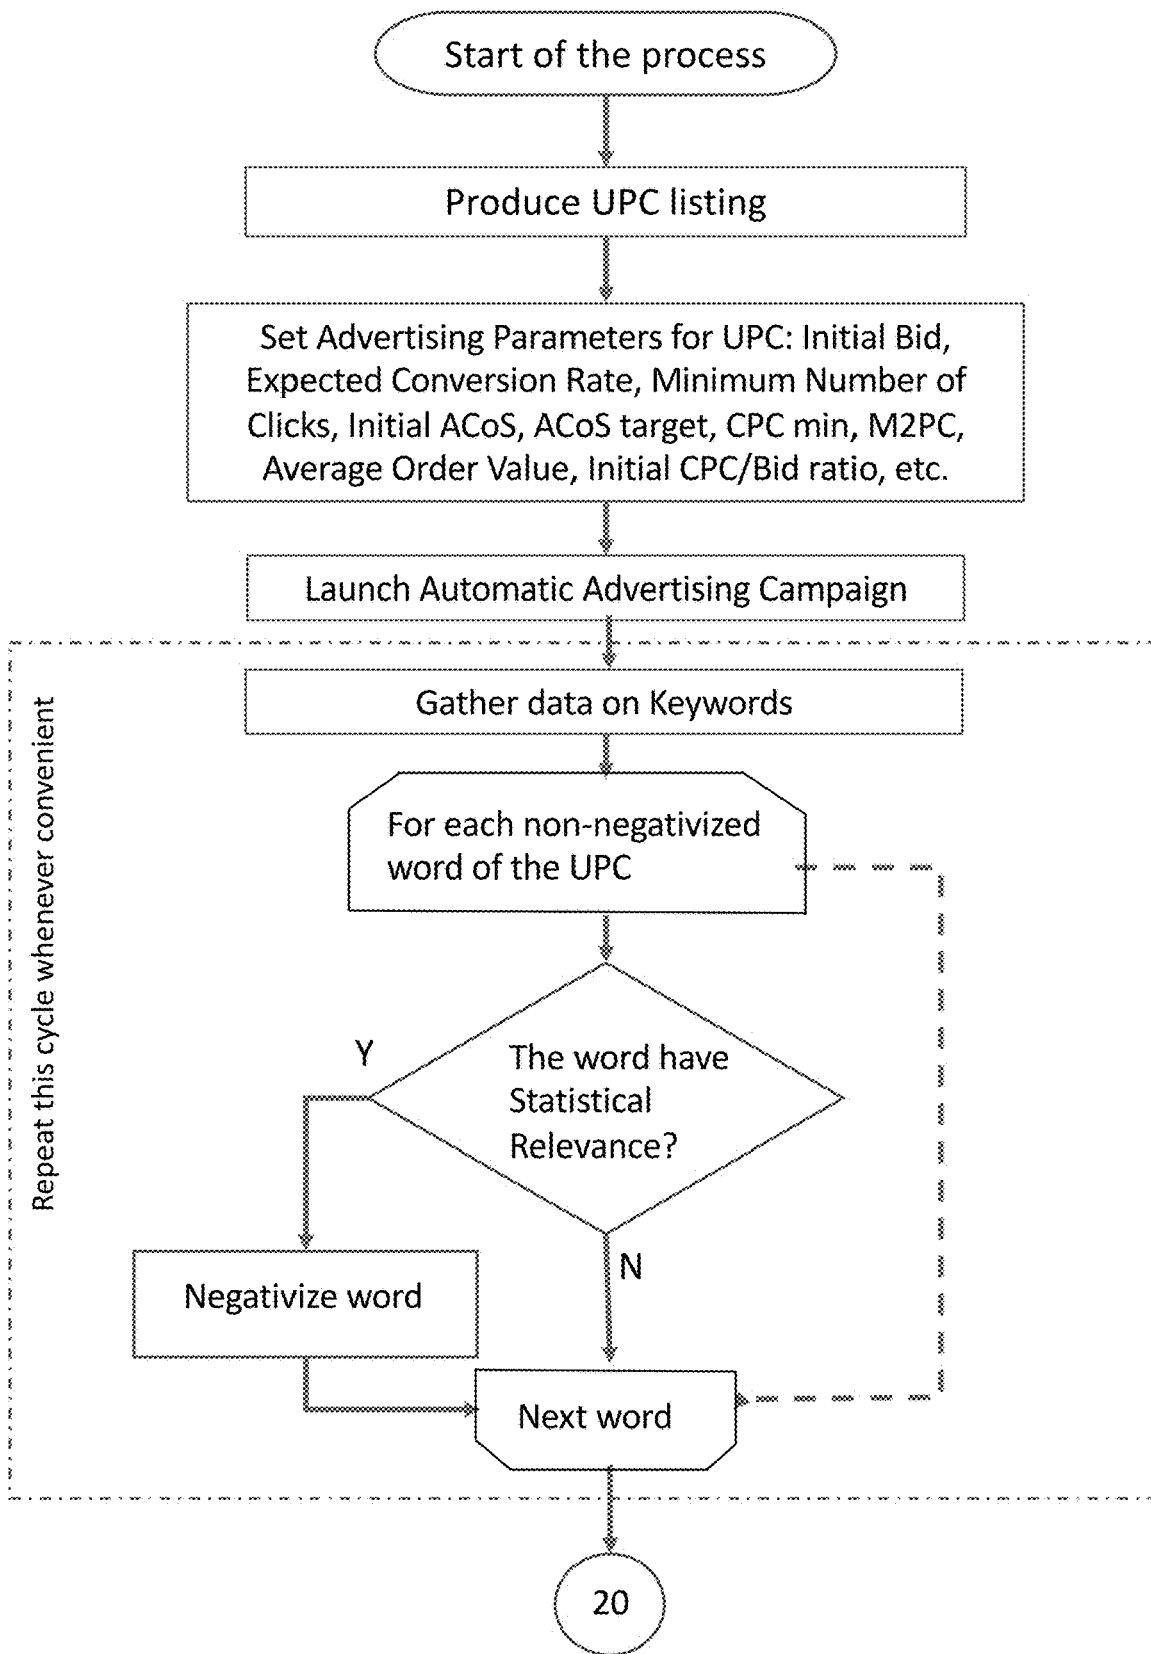 Start of the process
Produce UPC listing
Set Advertising Parameters for UPC: Initial Bid,
Expected Conversion Rate, Minimum Number of
Clicks, Initial ACoS, ACoS target, CPC min, M2PC,
Average Order Value, Initial CPC/Bid ratio, etc.
Launch Automatic Advertising Campaign
Repeat this cycle whenever convenient
Gather data on Keywords
For each non-negativized
word of the UPC
The word have
Statistical
Relevance?
Y
N
Negativize word
Next word
20